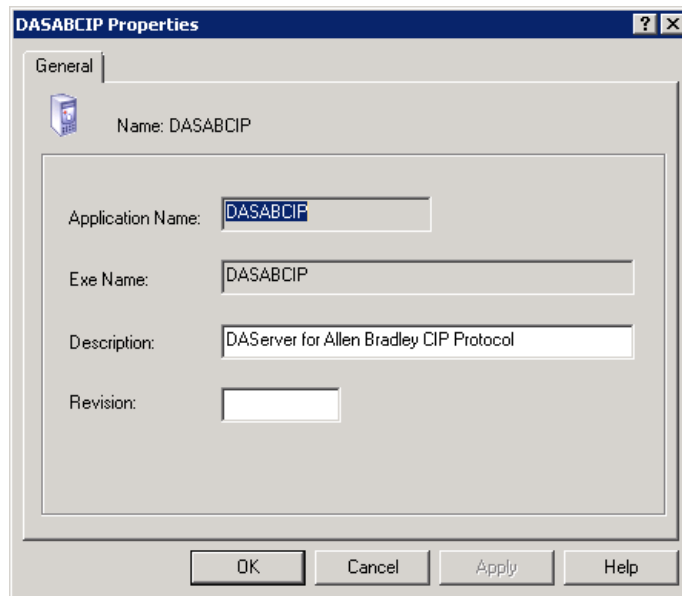 DASABCIP Properties
General
Name: DASABCIP
Application Name: DASABCIP
Exe Name: DASABCIP
Description: DAServer for Allen Bradley CIP Protocol
Revision:
OK Cancel Apply Help